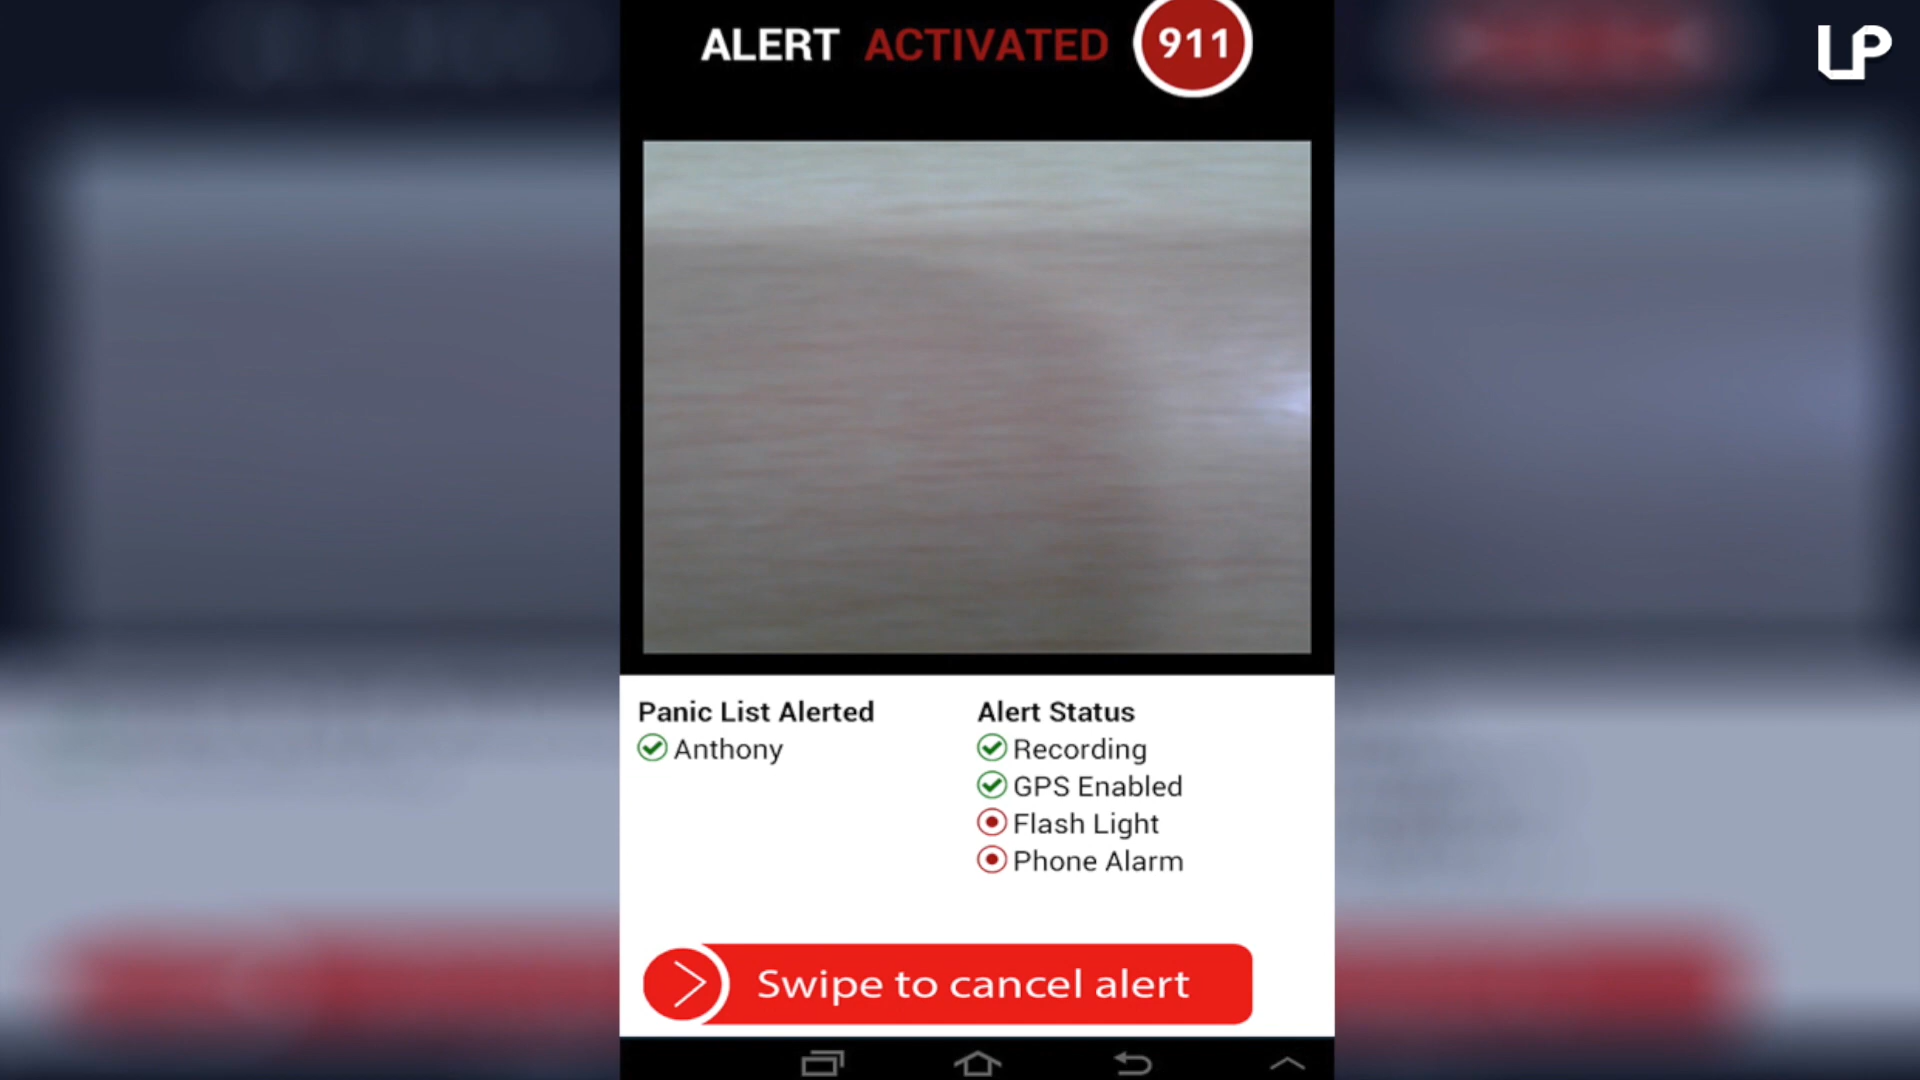 ALERT ACTIVATED 911
LP
Panic List Alerted
Anthony
Alert Status
Recording
GPS Enabled
Flash Light
Phone Alarm
Swipe to cancel alert